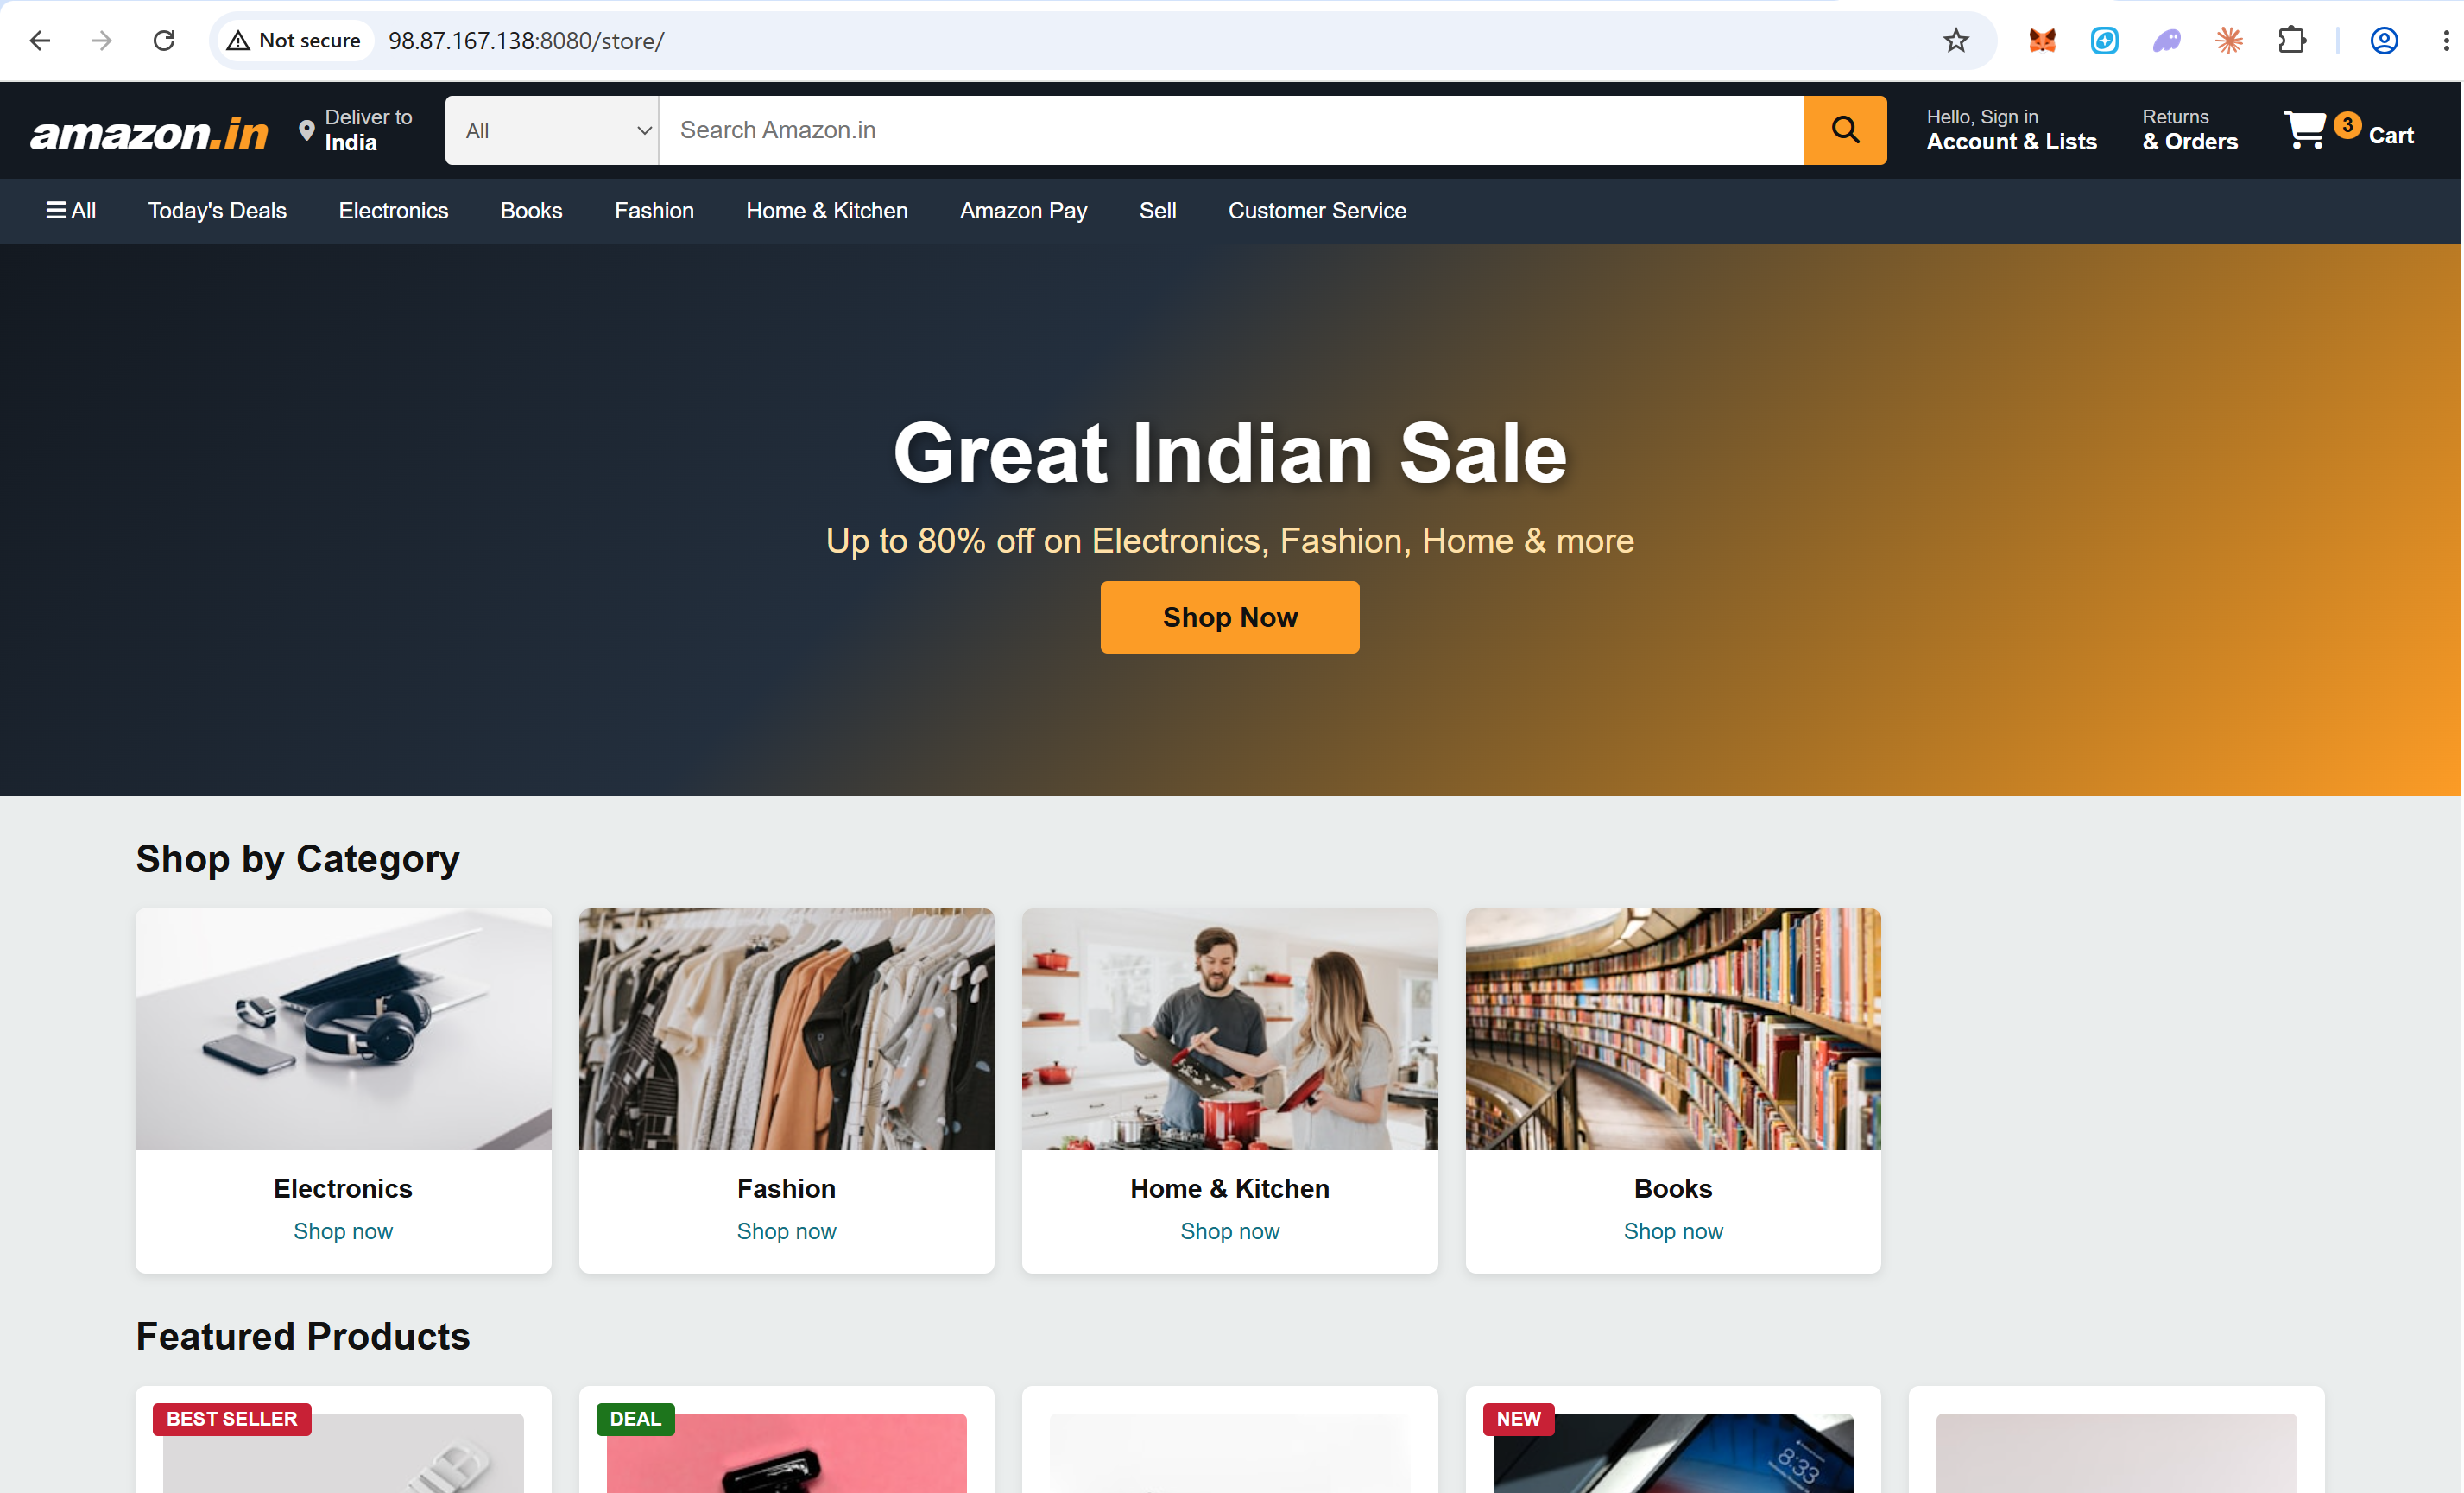 Not secure
98.87.167.138:8080/store/
amazon.in
Deliver to
India
All
Search Amazon.in
Hello, Sign in
Account & Lists
Returns
& Orders
3
Cart
All
Today's Deals
Electronics
Books
Fashion
Home & Kitchen
Amazon Pay
Sell
Customer Service
Great Indian Sale
Up to 80% off on Electronics, Fashion, Home & more
Shop Now
Shop by Category
Electronics
Shop now
Fashion
Shop now
Home & Kitchen
Shop now
Books
Shop now
Featured Products
BEST SELLER
DEAL
NEW
8:33